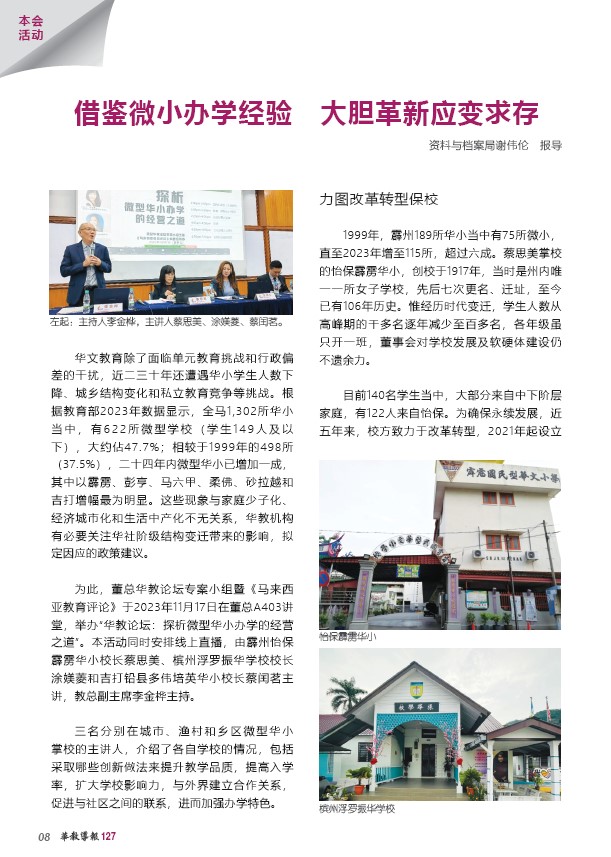 本会
活动
借鉴微小办学经验　大胆革新应变求存
资料与档案局谢伟伦　报导
探析
微型华小办学
的经营之道
左起：主持人李金桦，主讲人蔡思美、涂媄菱、蔡闰茗。
华文教育除了面临单元教育挑战和行政偏
差的干扰，近二三十年还遭遇华小学生人数下
降、城乡结构变化和私立教育竞争等挑战。根
据教育部2023年数据显示，全马1,302所华小
当中，有622所微型学校（学生149人及以
下），大约佔47.7%；相较于1999年的498所
（37.5%），二十四年内微型华小已增加一成，
其中以霹雳、彭亨、马六甲、柔佛、砂拉越和
吉打增幅最为明显。这些现象与家庭少子化、
经济城市化和生活中产化不无关系，华教机构
有必要关注华社阶级结构变迁带来的影响，拟
定因应的政策建议。
为此，董总华教论坛专案小组暨《马来西
亚教育评论》于2023年11月17日在董总A403讲
堂，举办“华教论坛：探析微型华小办学的经营
之道”。本活动同时安排线上直播，由霹州怡保
霹雳华小校长蔡思美、槟州浮罗振华学校校长
涂媄菱和吉打铅县多伟培英华小校长蔡闰茗主
讲，教总副主席李金桦主持。
三名分别在城市、渔村和乡区微型华小
掌校的主讲人，介绍了各自学校的情况，包括
采取哪些创新做法来提升教学品质，提高入学
率，扩大学校影响力，与外界建立合作关系，
促进与社区之间的联系，进而加强办学特色。
力图改革转型保校
1999年，霹州189所华小当中有75所微小，
直至2023年增至115所，超过六成。蔡思美掌校
的怡保霹雳华小，创校于1917年，当时是州内唯
一一所女子学校，先后七次更名、迁址，至今
已有106年历史。惟经历时代变迁，学生人数从
高峰期的千多名逐年减少至百多名，各年级虽
只开一班，董事会对学校发展及软硬体建设仍
不遗余力。
目前140名学生当中，大部分来自中下阶层
家庭，有122人来自怡保。为确保永续发展，近
五年来，校方致力于改革转型，2021年起设立
霹靂國民型華文小學
怡保霹雳华小
槟州浮罗振华学校
08 華教導報 127